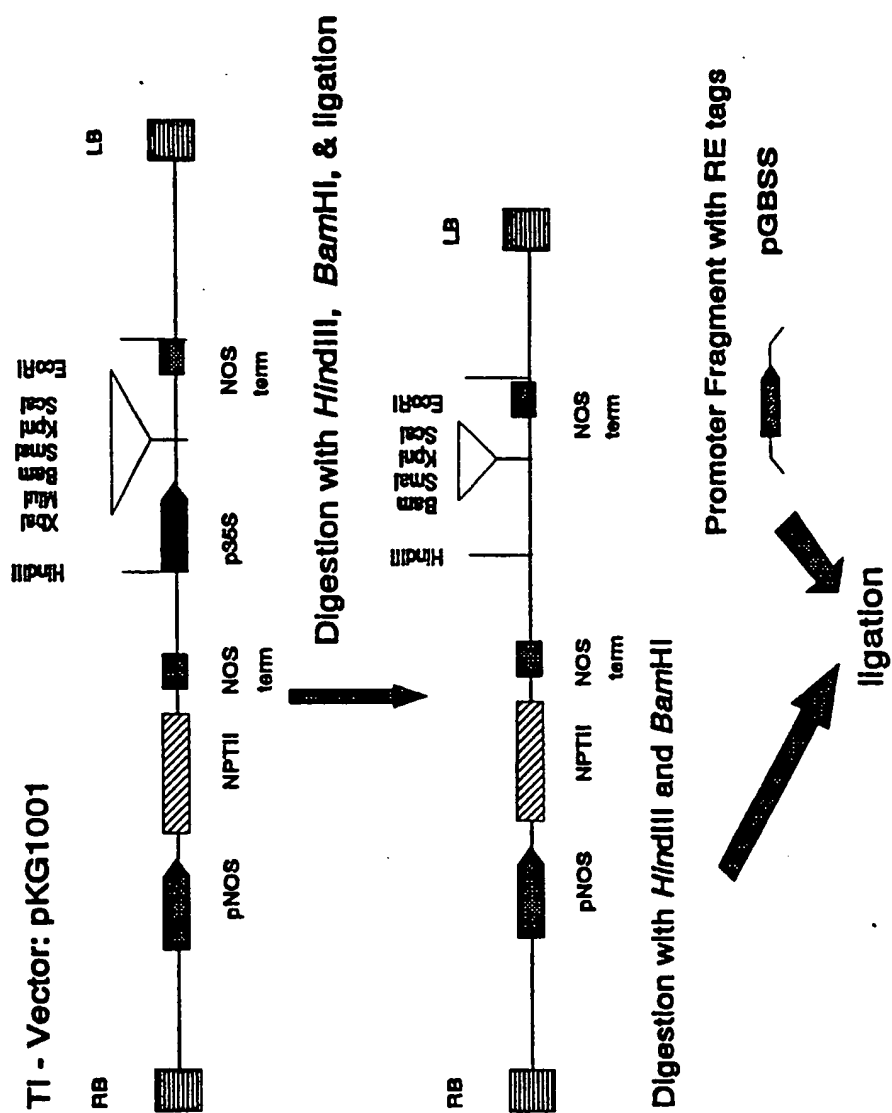 TI - Vector: pKG1001
RB
LB
HindIII
XbaI
MluI
Bam
SmaI
KpnI
ScaI
EcoRI
pNOS
NPTII
NOS
term
p35S
NOS
term
Digestion with HindIII, BamHI, & ligation
LB
HindIII
Bam
SmaI
KpnI
ScaI
EcoRI
RB
pNOS
NPTII
NOS
term
NOS
term
Digestion with HindIII and BamHI
Promoter Fragment with RE tags
pGBSS
ligation